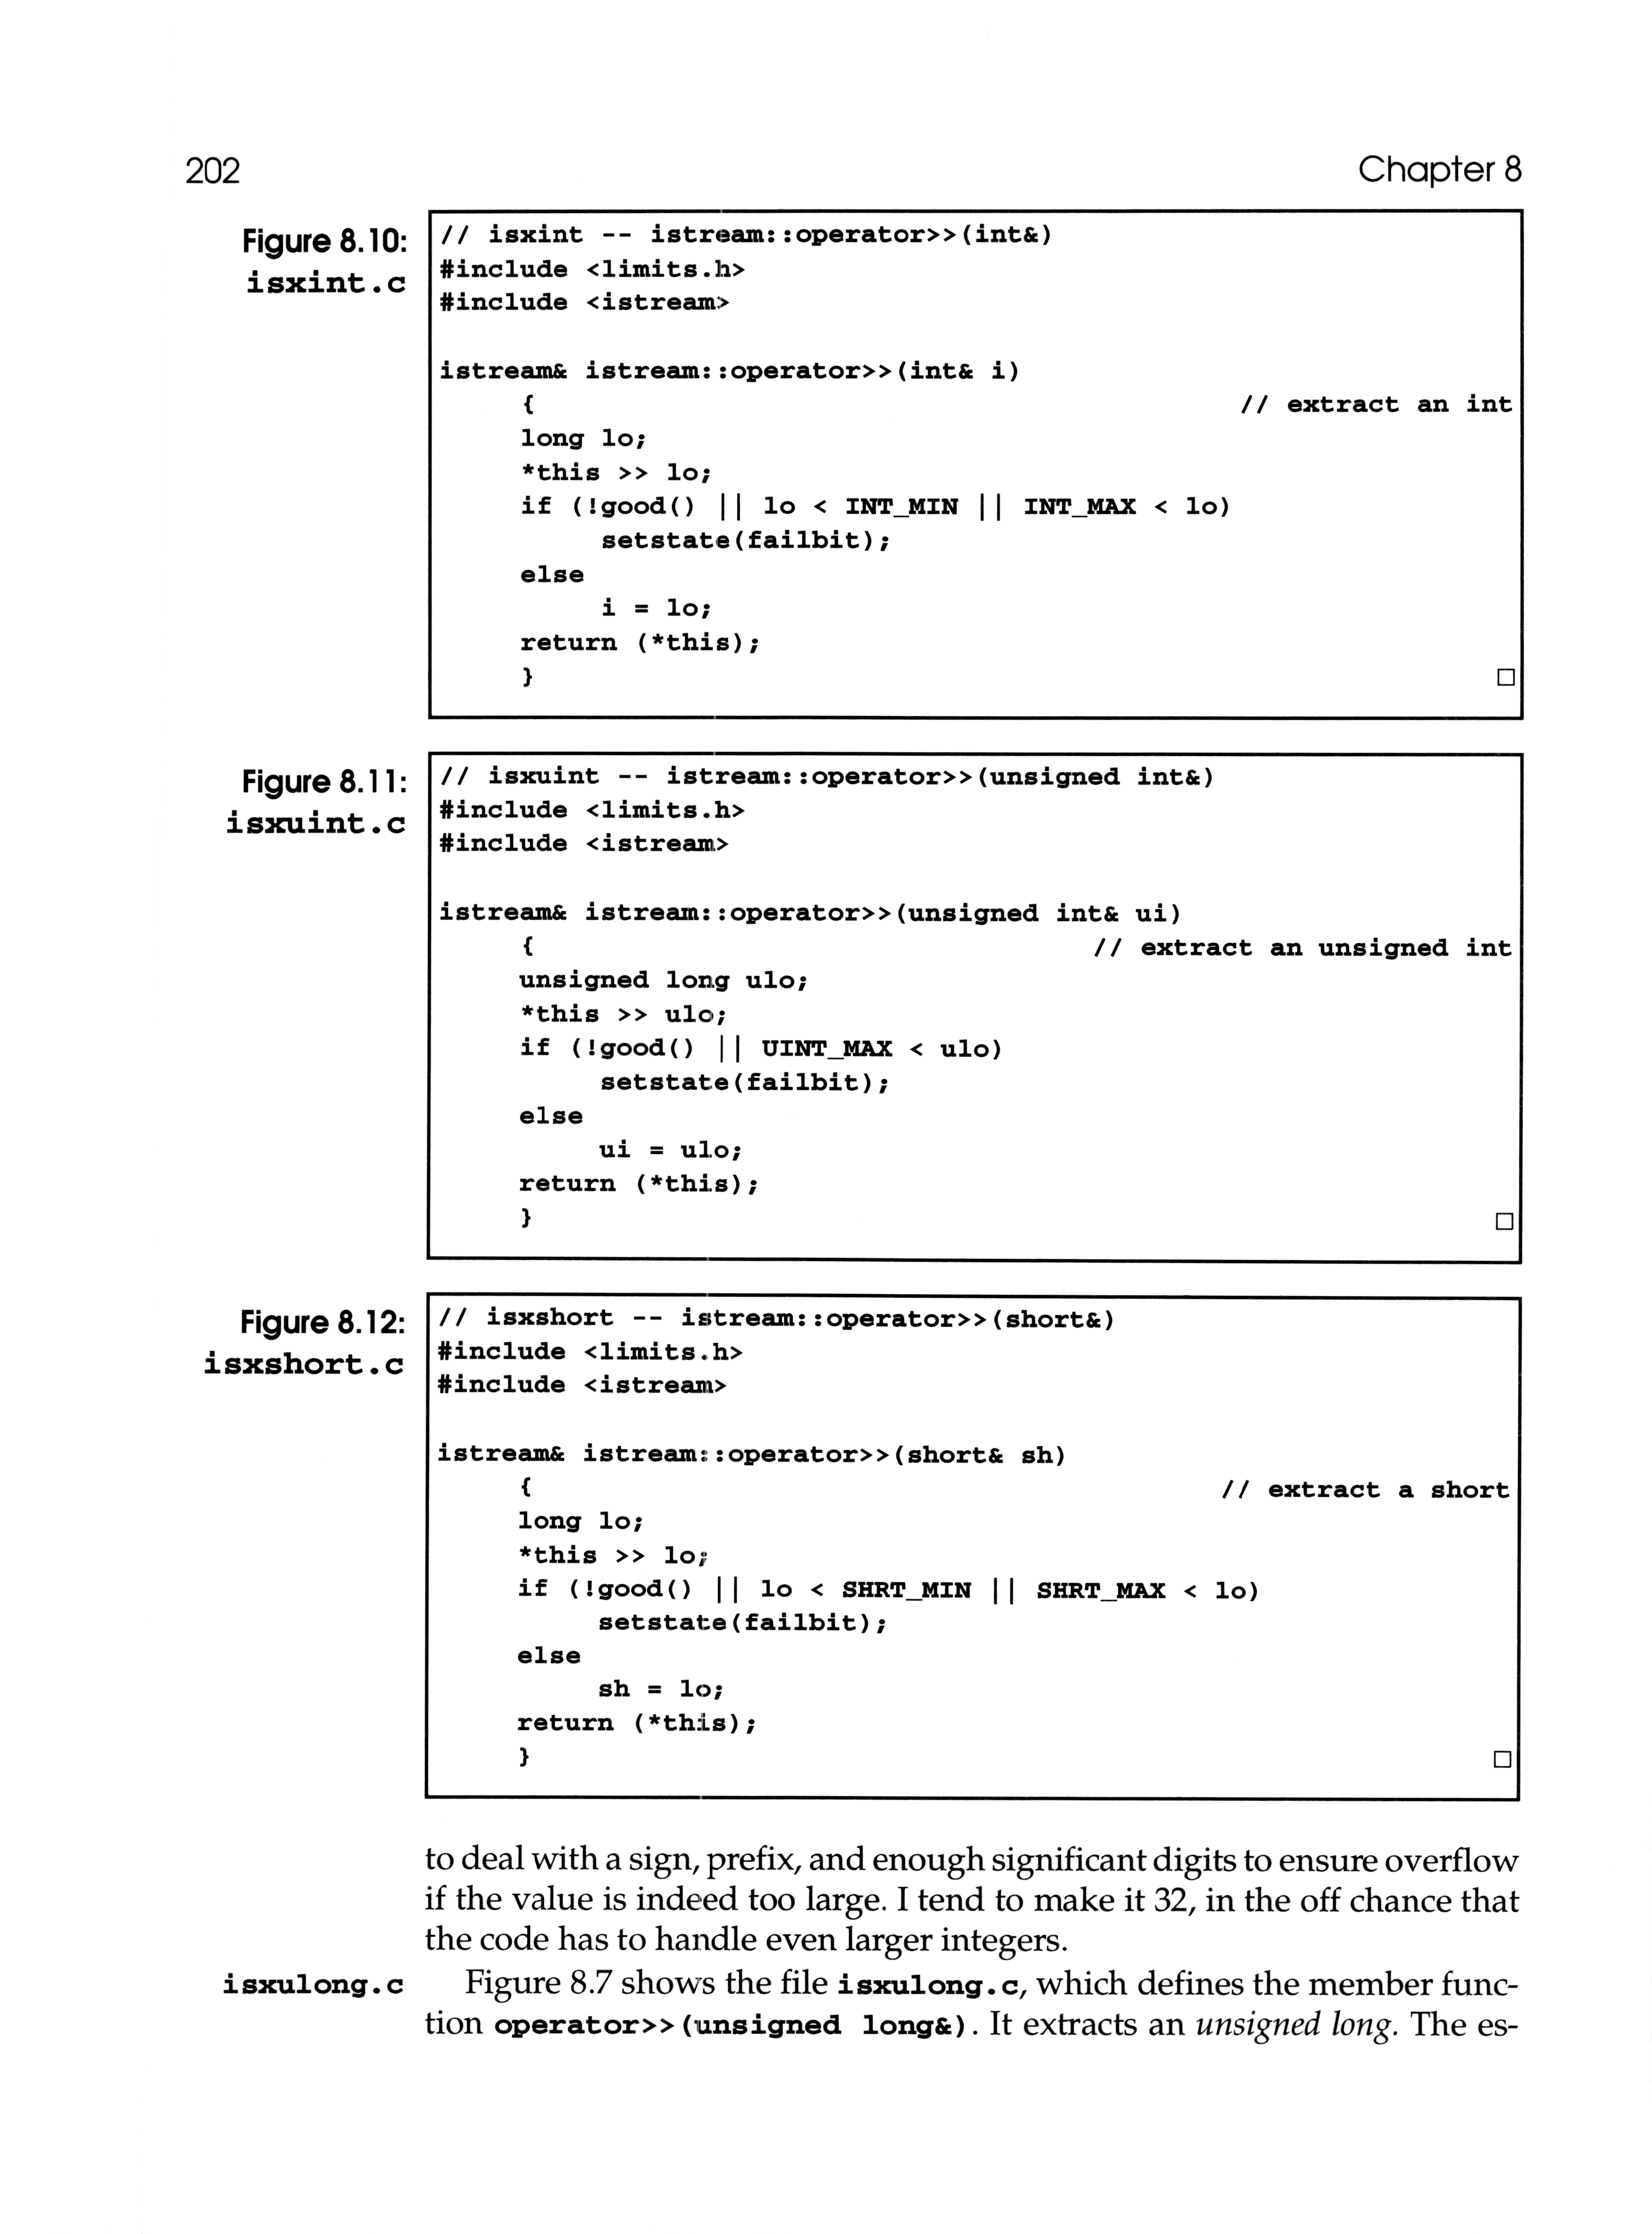 202
Chapter 8
Figure 8.10:
isxint.c
// isxint -- istream::operator>>(int&)
#include <limits.h>
#include <istream>
istream& istream::operator>>(int& i)
{ // extract an int
long lo;
*this >> lo;
if (!good() || lo < INT_MIN || INT_MAX < lo)
setstate(failbit);
else
i = lo;
return (*this);
}
Figure 8.11:
isxuint.c
// isxuint -- istream::operator>>(unsigned int&)
#include <limits.h>
#include <istream>
istream& istream::operator>>(unsigned int& ui)
{ // extract an unsigned int
unsigned long ulo;
*this >> ulo;
if (!good() || UINT_MAX < ulo)
setstate(failbit);
else
ui = ulo;
return (*this);
}
Figure 8.12:
isxshort.c
// isxshort -- istream::operator>>(short&)
#include <limits.h>
#include <istream>
istream& istream::operator>>(short& sh)
{ // extract a short
long lo;
*this >> lo;
if (!good() || lo < SHRT_MIN || SHRT_MAX < lo)
setstate(failbit);
else
sh = lo;
return (*this);
}
to deal with a sign, prefix, and enough significant digits to ensure overflow
if the value is indeed too large. I tend to make it 32, in the off chance that
the code has to handle even larger integers.
isxulong.c
Figure 8.7 shows the file isxulong.c, which defines the member func-
tion operator>>(unsigned long&). It extracts an unsigned long. The es-